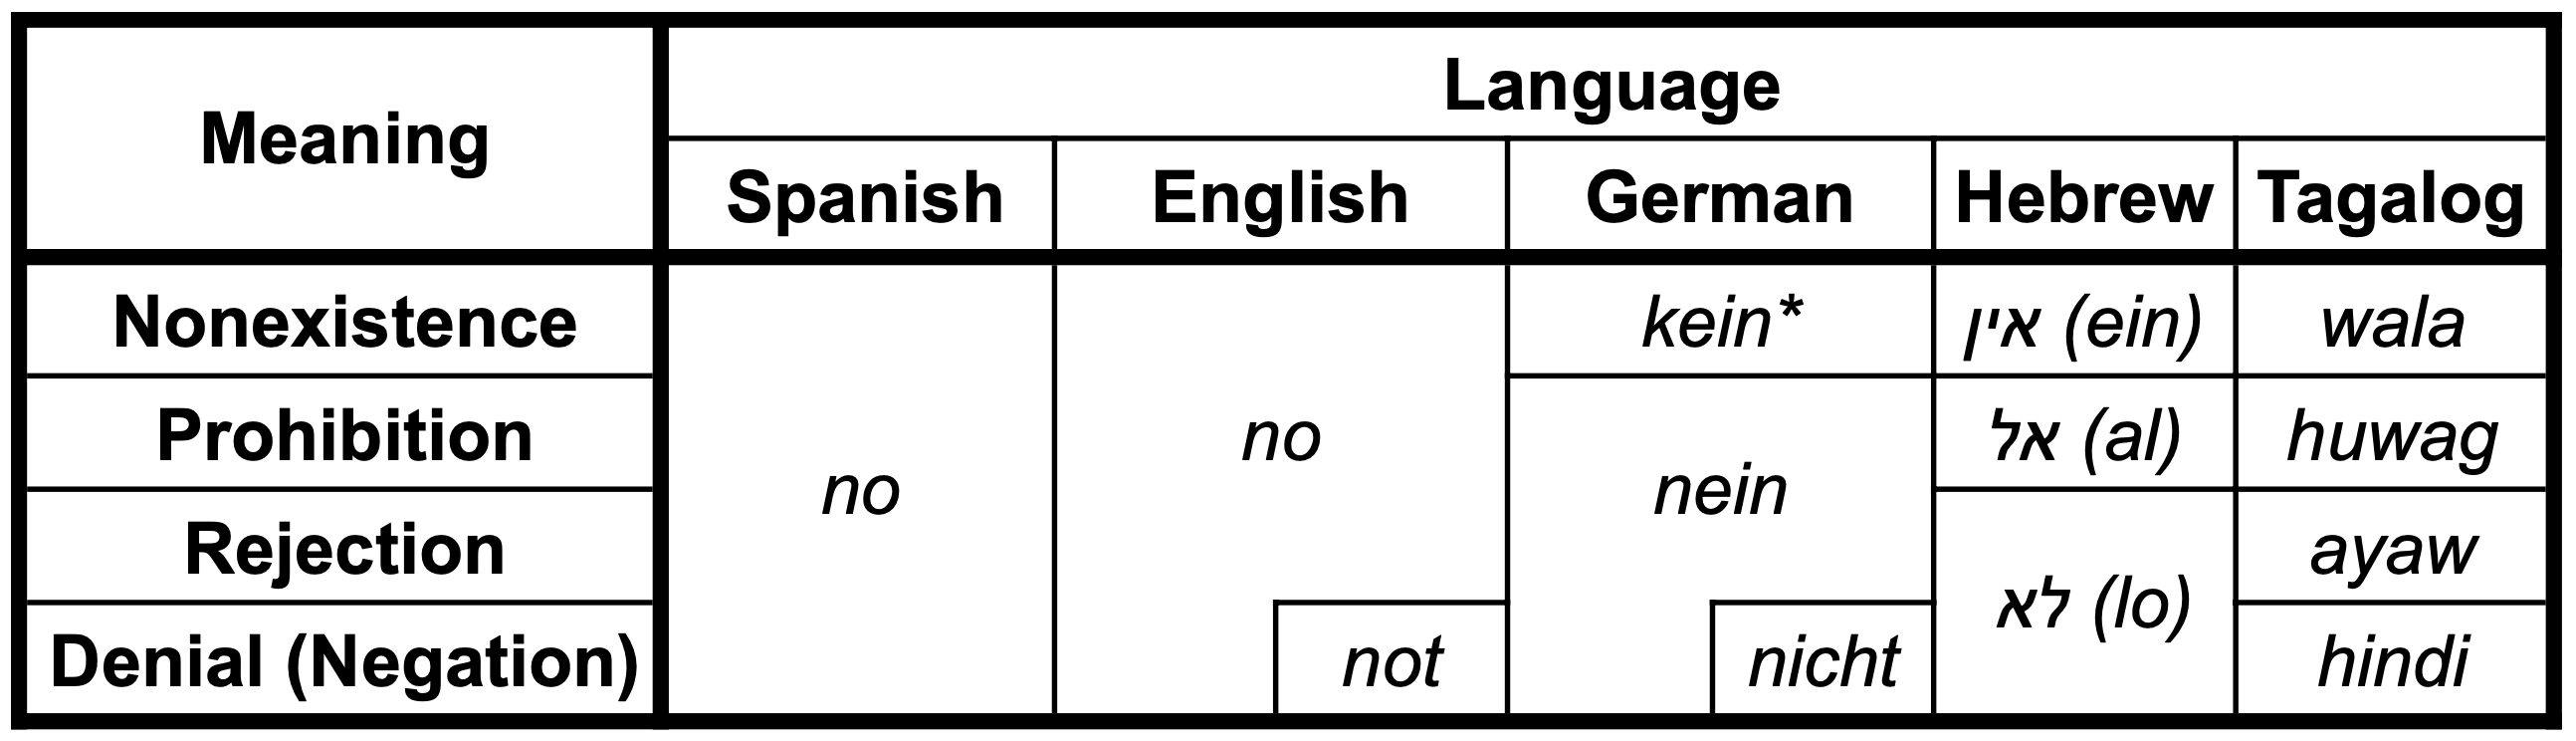 Meaning
Language
Spanish English German Hebrew Tagalog
Nonexistence kein* אין (ein) wala
Prohibition no אל (al) huwag
no nein
Rejection ayaw
לא (lo)
Denial (Negation) not nicht hindi